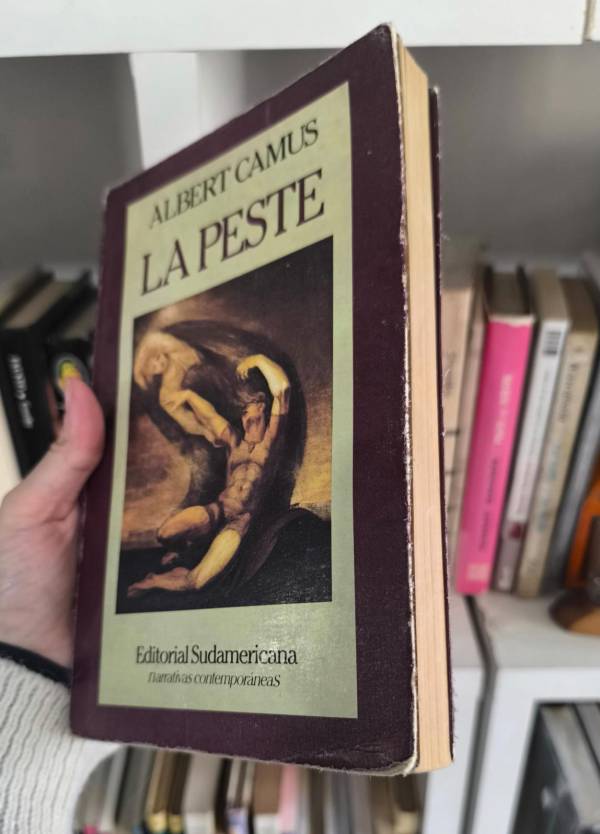 ALBERT CAMUS
LA PESTE
Editorial Sudamericana
narrativas contemporáneas